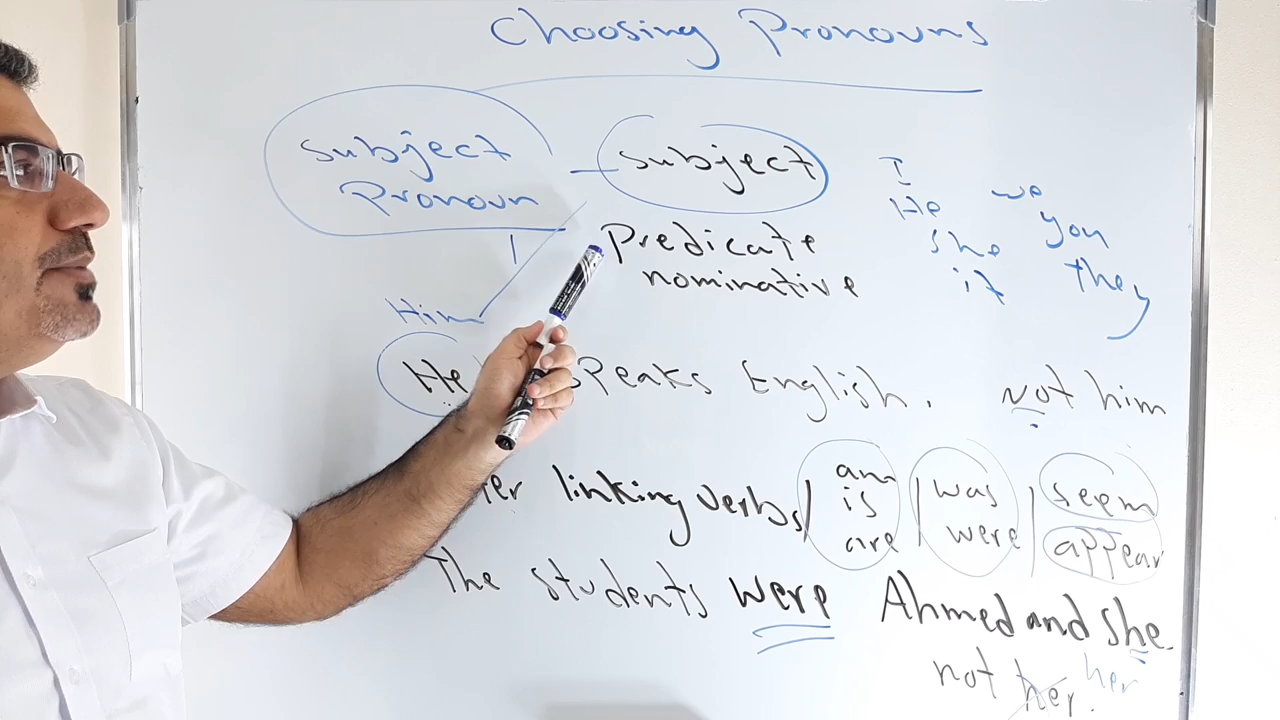 Choosing Pronouns
subject
Pronoun
subject
Predicate
nominative
I
He
she
it
we
you
they
Him
He speaks English. not him
linking verbs/ am is are / was were / seem appear
The students were Ahmed and she.
not her. her